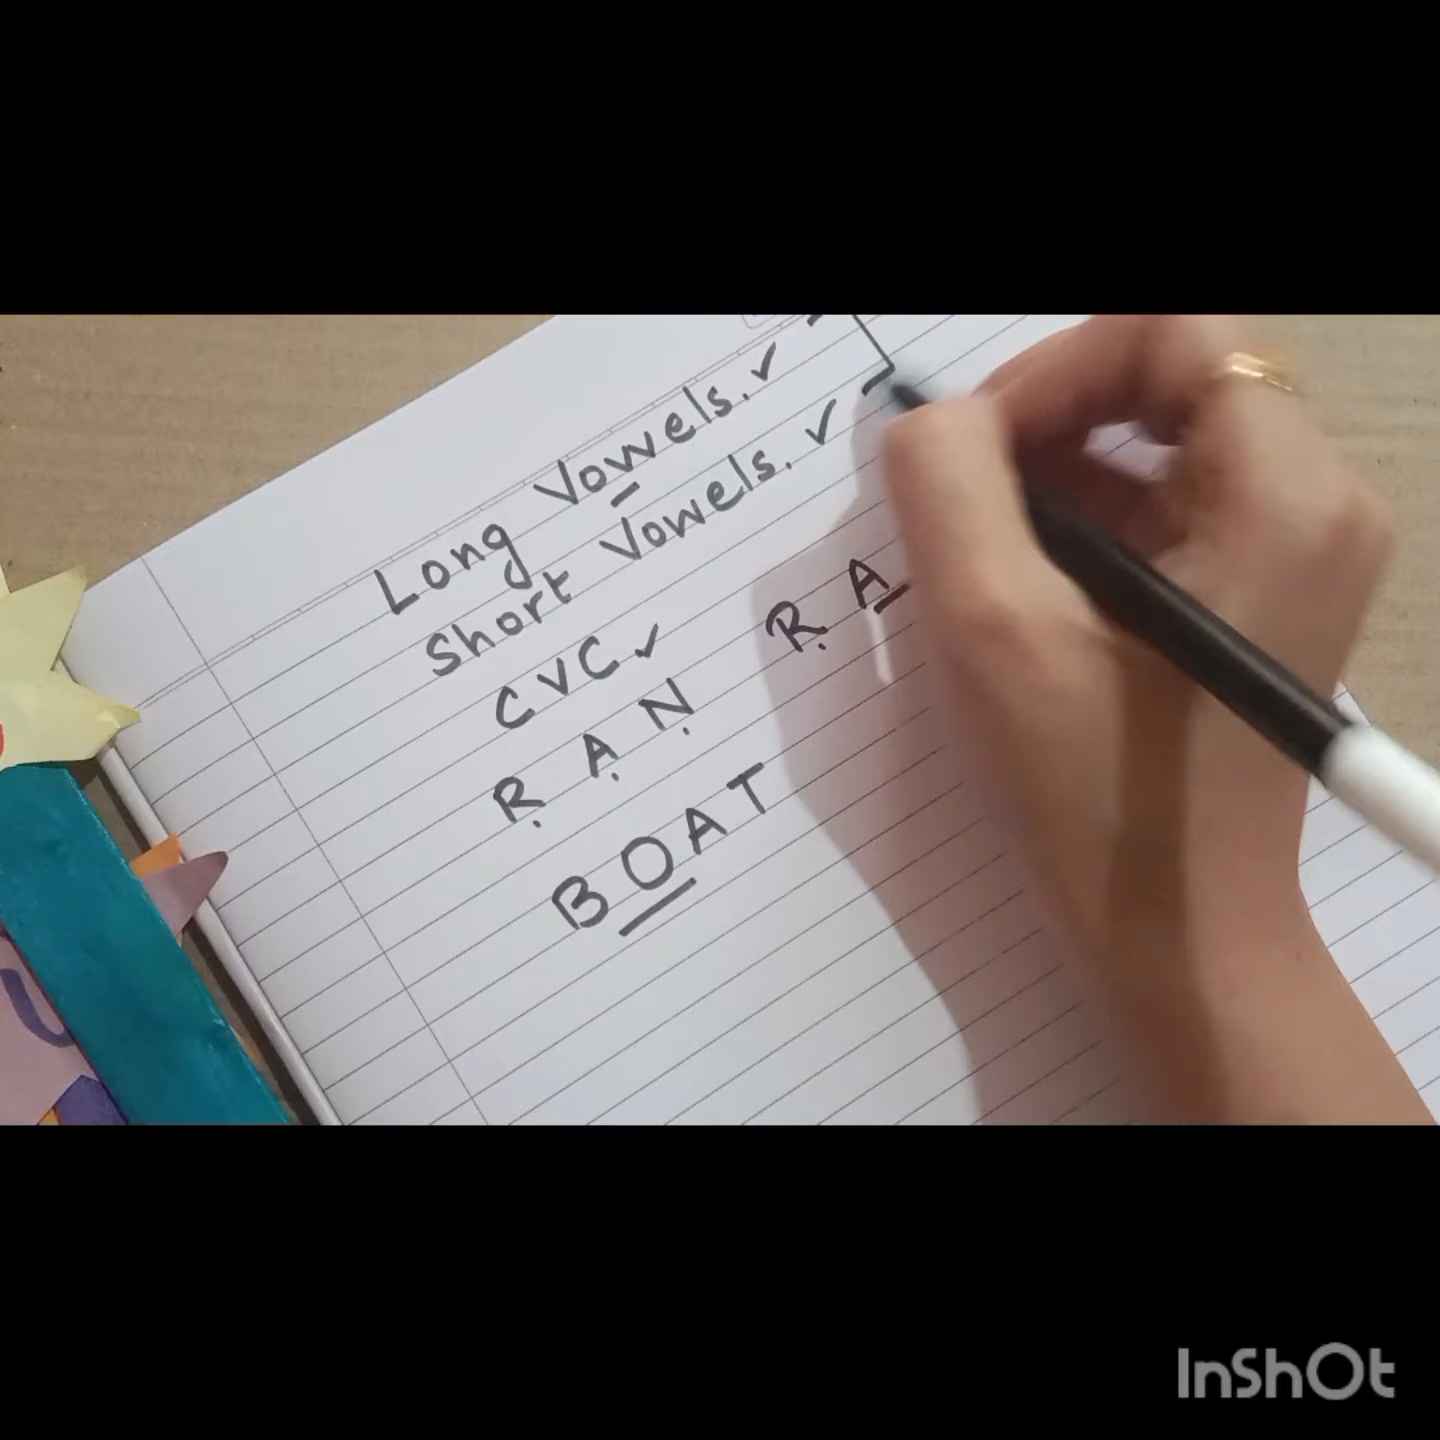 Long Vowels. ✓
Short Vowels. ✓
CVC ✓
R A N
R A
BOAT
InShOt